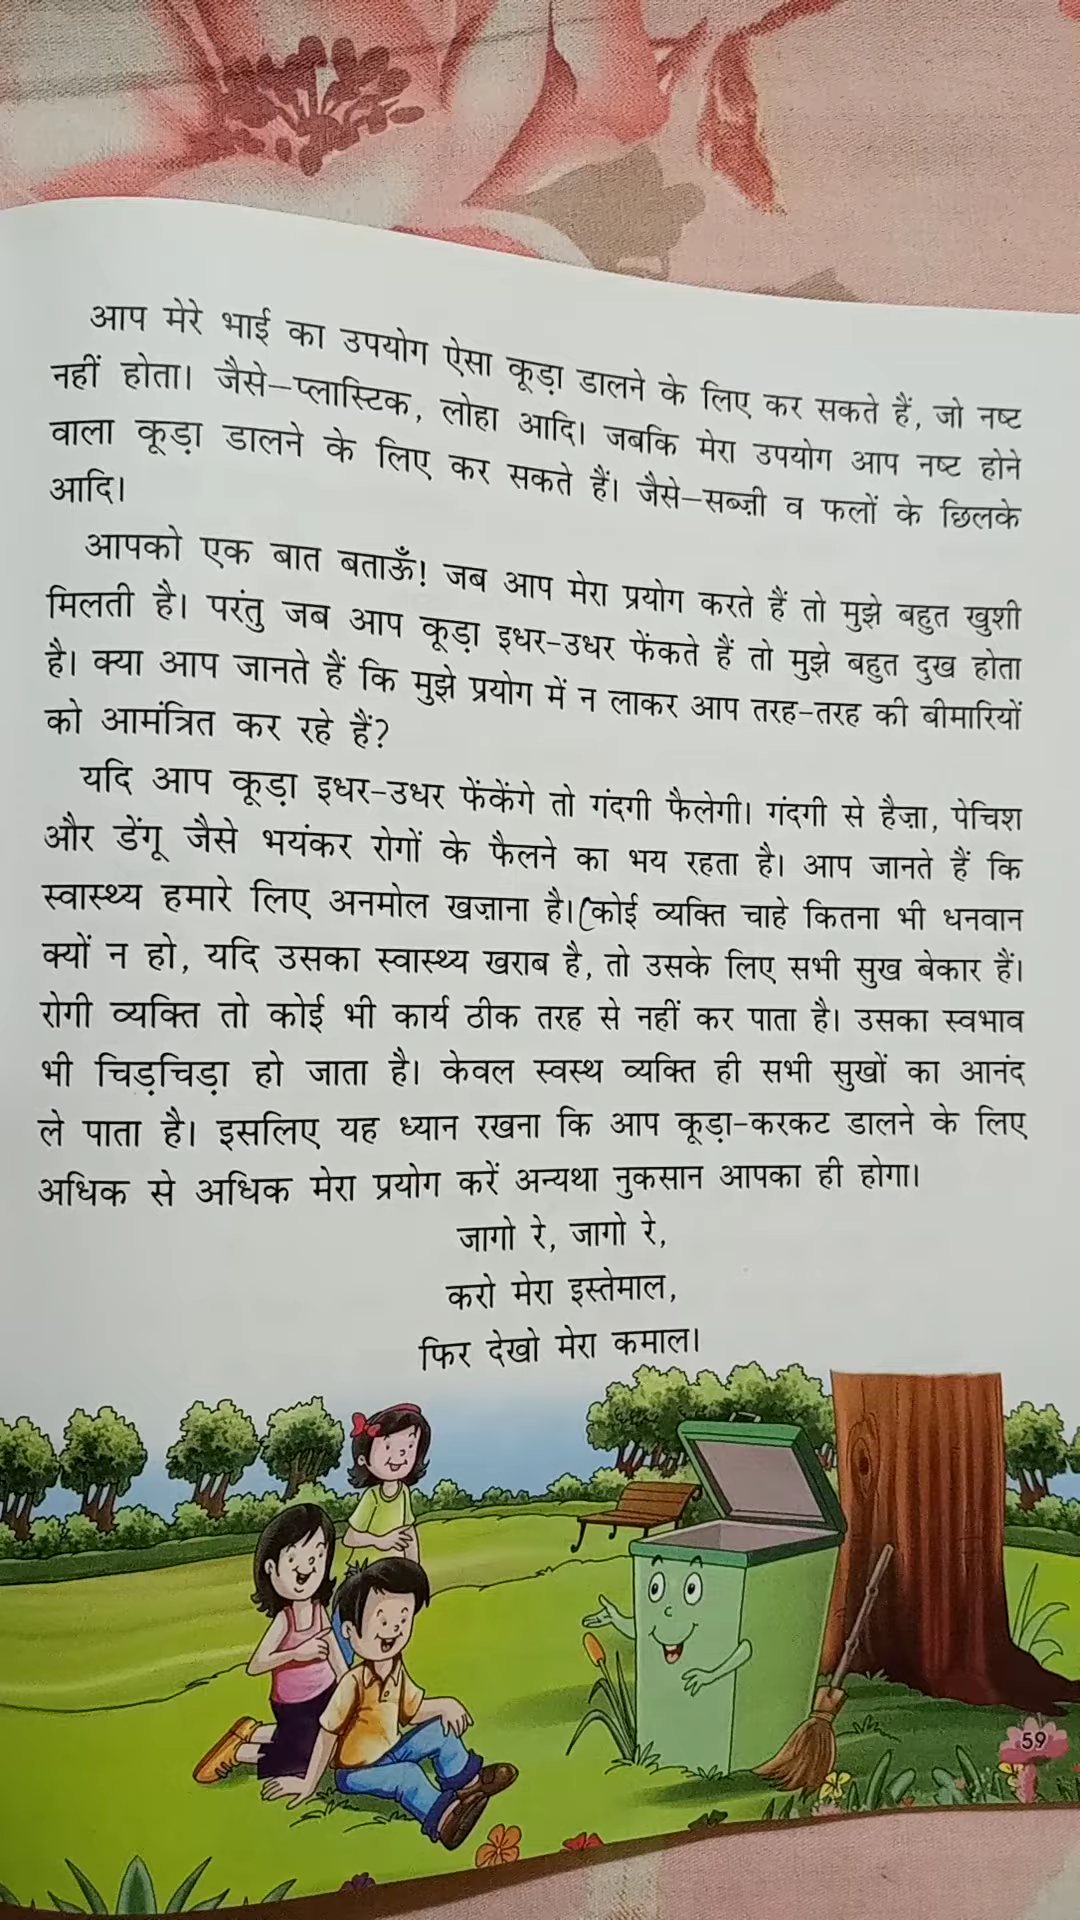 आप मेरे भाई का उपयोग ऐसा कूड़ा डालने के लिए कर सकते हैं, जो नष्ट
नहीं होता। जैसे–प्लास्टिक, लोहा आदि। जबकि मेरा उपयोग आप नष्ट होने
वाला कूड़ा डालने के लिए कर सकते हैं। जैसे–सब्ज़ी व फलों के छिलके
आदि।
आपको एक बात बताऊँ! जब आप मेरा प्रयोग करते हैं तो मुझे बहुत खुशी
मिलती है। परंतु जब आप कूड़ा इधर-उधर फेंकते हैं तो मुझे बहुत दुख होता
है। क्या आप जानते हैं कि मुझे प्रयोग में न लाकर आप तरह-तरह की बीमारियों
को आमंत्रित कर रहे हैं?
यदि आप कूड़ा इधर-उधर फेंकेंगे तो गंदगी फैलेगी। गंदगी से हैज़ा, पेचिश
और डेंगू जैसे भयंकर रोगों के फैलने का भय रहता है। आप जानते हैं कि
स्वास्थ्य हमारे लिए अनमोल खज़ाना है। (कोई व्यक्ति चाहे कितना भी धनवान
क्यों न हो, यदि उसका स्वास्थ्य खराब है, तो उसके लिए सभी सुख बेकार हैं।
रोगी व्यक्ति तो कोई भी कार्य ठीक तरह से नहीं कर पाता है। उसका स्वभाव
भी चिड़चिड़ा हो जाता है। केवल स्वस्थ व्यक्ति ही सभी सुखों का आनंद
ले पाता है। इसलिए यह ध्यान रखना कि आप कूड़ा-करकट डालने के लिए
अधिक से अधिक मेरा प्रयोग करें अन्यथा नुकसान आपका ही होगा।
जागो रे, जागो रे,
करो मेरा इस्तेमाल,
फिर देखो मेरा कमाल।
59